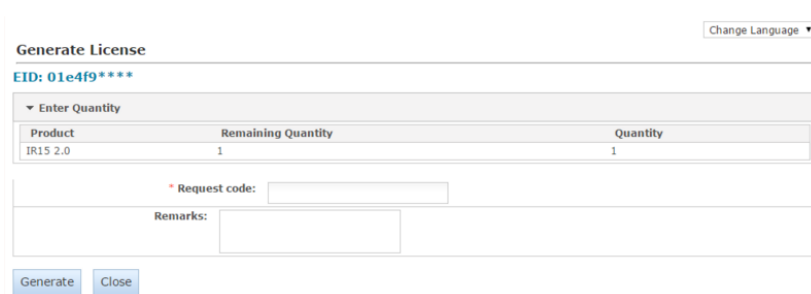 Change Language
Generate License
EID: 01e4f9****
Enter Quantity
Product Remaining Quantity Quantity
IR15 2.0 1 1
* Request code:
Remarks:
Generate Close